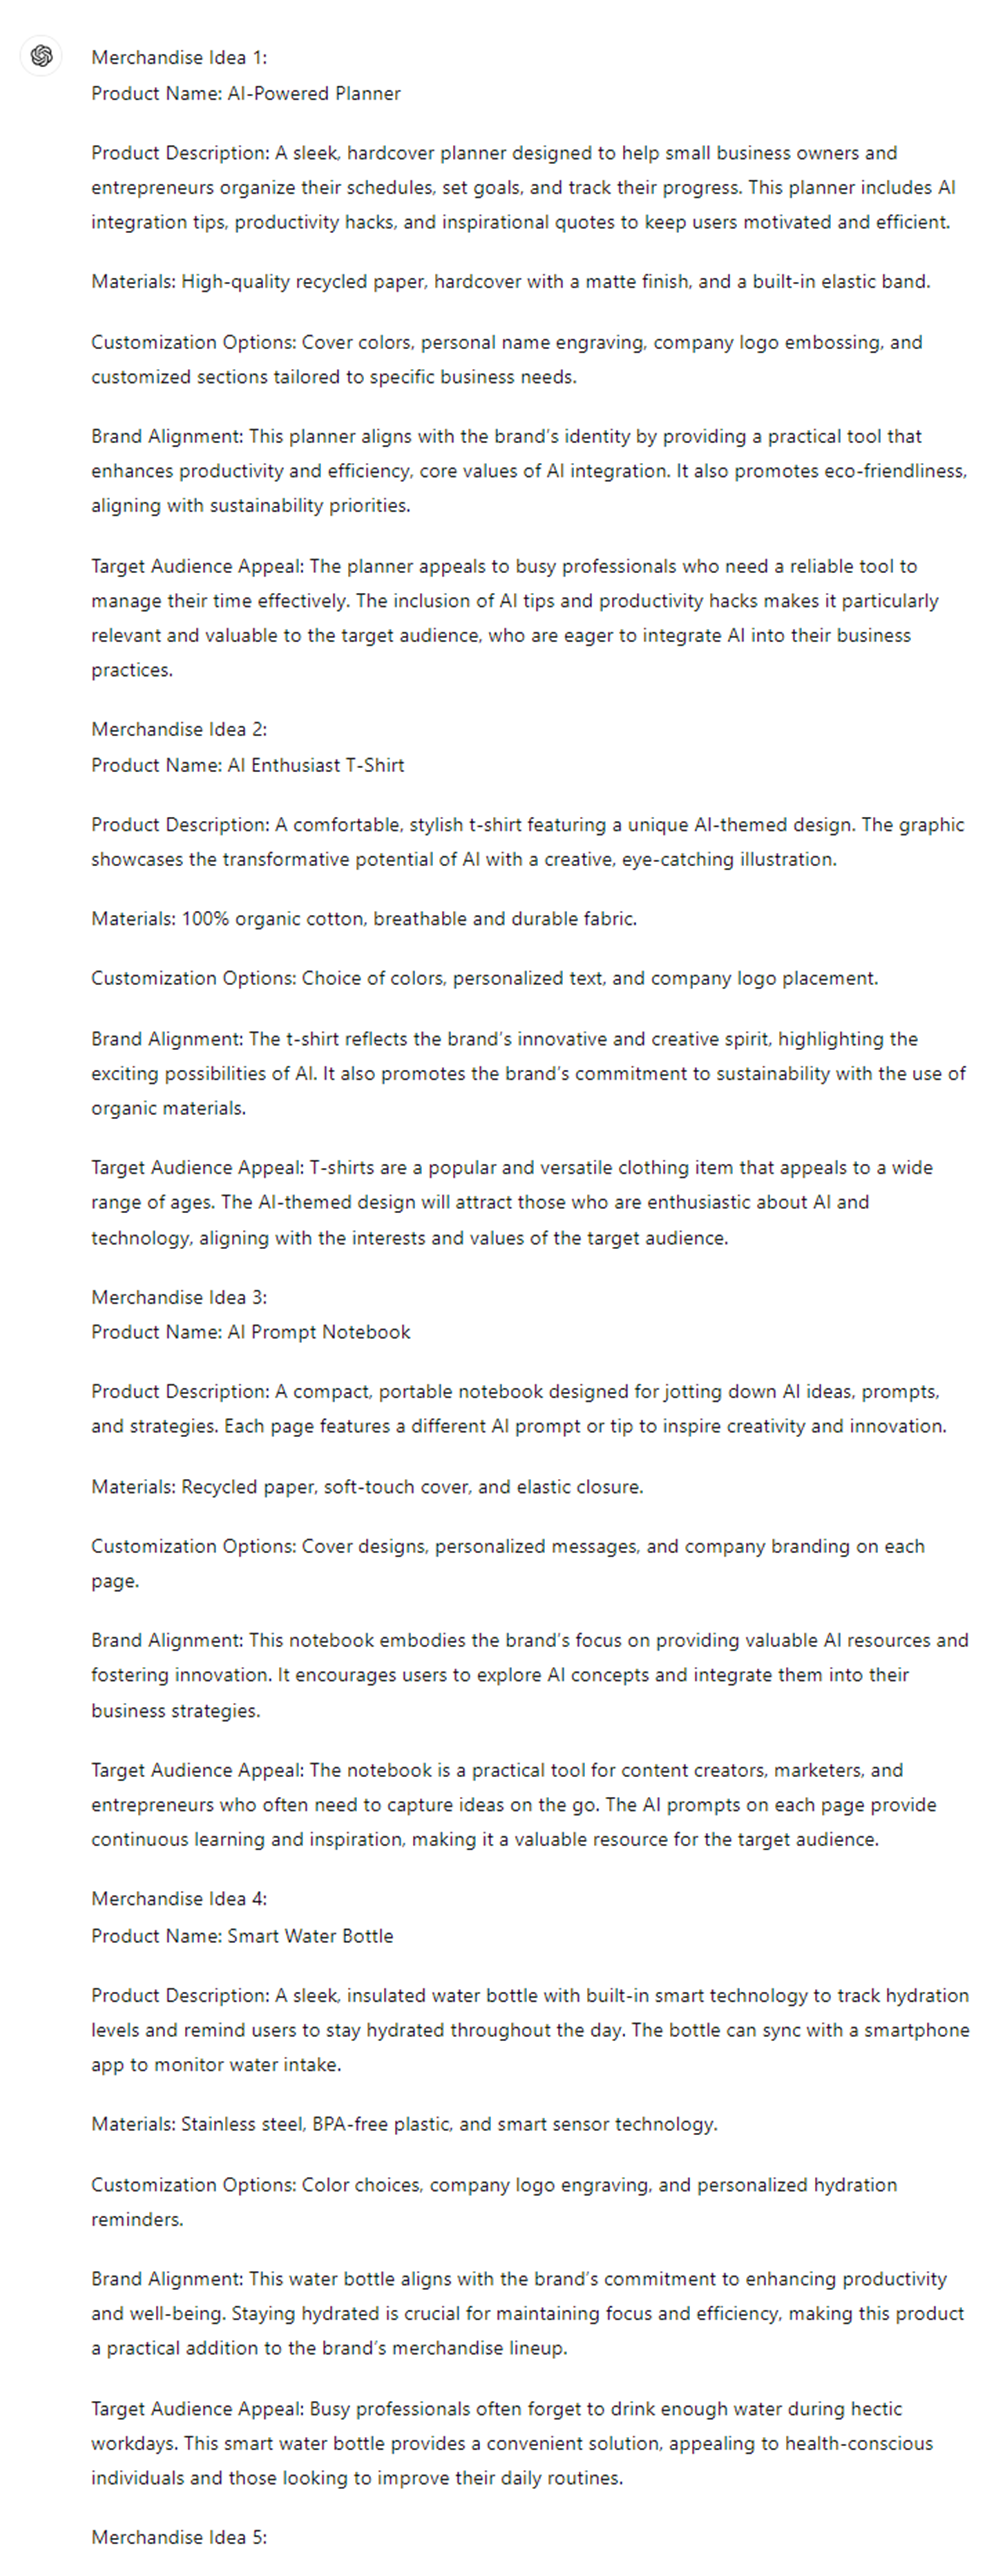 Merchandise Idea 1:
Product Name: AI-Powered Planner
Product Description: A sleek, hardcover planner designed to help small business owners and
entrepreneurs organize their schedules, set goals, and track their progress. This planner includes AI
integration tips, productivity hacks, and inspirational quotes to keep users motivated and efficient.
Materials: High-quality recycled paper, hardcover with a matte finish, and a built-in elastic band.
Customization Options: Cover colors, personal name engraving, company logo embossing, and
customized sections tailored to specific business needs.
Brand Alignment: This planner aligns with the brand's identity by providing a practical tool that
enhances productivity and efficiency, core values of AI integration. It also promotes eco-friendliness,
aligning with sustainability priorities.
Target Audience Appeal: The planner appeals to busy professionals who need a reliable tool to
manage their time effectively. The inclusion of AI tips and productivity hacks makes it particularly
relevant and valuable to the target audience, who are eager to integrate AI into their business
practices.
Merchandise Idea 2:
Product Name: AI Enthusiast T-Shirt
Product Description: A comfortable, stylish t-shirt featuring a unique AI-themed design. The graphic
showcases the transformative potential of AI with a creative, eye-catching illustration.
Materials: 100% organic cotton, breathable and durable fabric.
Customization Options: Choice of colors, personalized text, and company logo placement.
Brand Alignment: The t-shirt reflects the brand's innovative and creative spirit, highlighting the
exciting possibilities of AI. It also promotes the brand's commitment to sustainability with the use of
organic materials.
Target Audience Appeal: T-shirts are a popular and versatile clothing item that appeals to a wide
range of ages. The AI-themed design will attract those who are enthusiastic about AI and
technology, aligning with the interests and values of the target audience.
Merchandise Idea 3:
Product Name: AI Prompt Notebook
Product Description: A compact, portable notebook designed for jotting down AI ideas, prompts,
and strategies. Each page features a different AI prompt or tip to inspire creativity and innovation.
Materials: Recycled paper, soft-touch cover, and elastic closure.
Customization Options: Cover designs, personalized messages, and company branding on each
page.
Brand Alignment: This notebook embodies the brand's focus on providing valuable AI resources and
fostering innovation. It encourages users to explore AI concepts and integrate them into their
business strategies.
Target Audience Appeal: The notebook is a practical tool for content creators, marketers, and
entrepreneurs who often need to capture ideas on the go. The AI prompts on each page provide
continuous learning and inspiration, making it a valuable resource for the target audience.
Merchandise Idea 4:
Product Name: Smart Water Bottle
Product Description: A sleek, insulated water bottle with built-in smart technology to track hydration
levels and remind users to stay hydrated throughout the day. The bottle can sync with a smartphone
app to monitor water intake.
Materials: Stainless steel, BPA-free plastic, and smart sensor technology.
Customization Options: Color choices, company logo engraving, and personalized hydration
reminders.
Brand Alignment: This water bottle aligns with the brand's commitment to enhancing productivity
and well-being. Staying hydrated is crucial for maintaining focus and efficiency, making this product
a practical addition to the brand's merchandise lineup.
Target Audience Appeal: Busy professionals often forget to drink enough water during hectic
workdays. This smart water bottle provides a convenient solution, appealing to health-conscious
individuals and those looking to improve their daily routines.
Merchandise Idea 5: